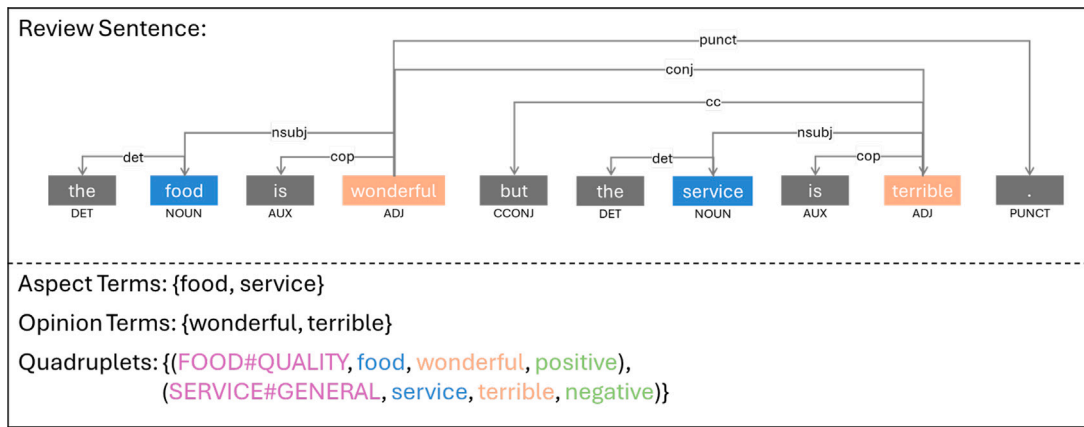 Review Sentence:
punct
conj
cc
nsubj nsubj
det cop det cop
the food is wonderful but the service is terrible .
DET NOUN AUX ADJ CCONJ DET NOUN AUX ADJ PUNCT
Aspect Terms: {food, service}
Opinion Terms: {wonderful, terrible}
Quadruplets: {(FOOD#QUALITY, food, wonderful, positive),
(SERVICE#GENERAL, service, terrible, negative)}